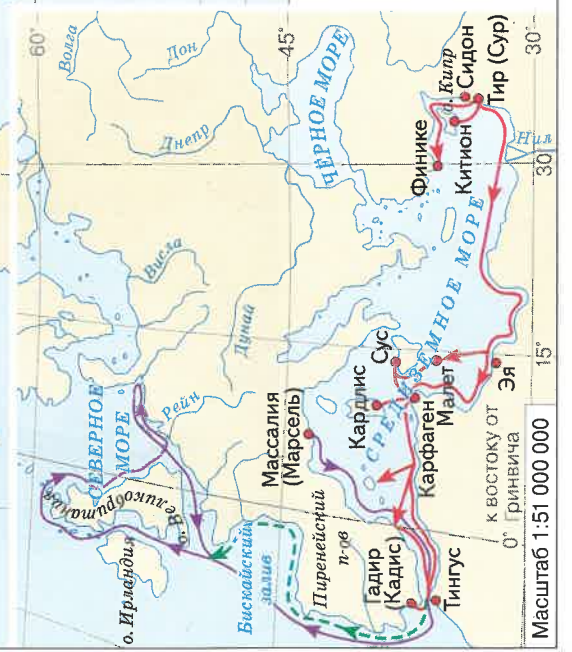 60°
45°
30°
Волга
Дон
Днепр
ЧЁРНОЕ МОРЕ
о. Кипр
Сидон
Тир (Сур)
Финике
Китион
Нил
30°
Висла
Дунай
СЕВЕРНОЕ
МОРЕ
Рейн
о. Великобритания
о. Ирландия
Массалия
(Марсель)
Кардлис
Сус
СРЕДИЗЕМНОЕ МОРЕ
Карфаген
Малет
Эя
15°
Бискайский
залив
Пиренейский
п-ов
Гадир
(Кадис)
Тингус
0°
к востоку от
Гринвича
Масштаб 1:51 000 000